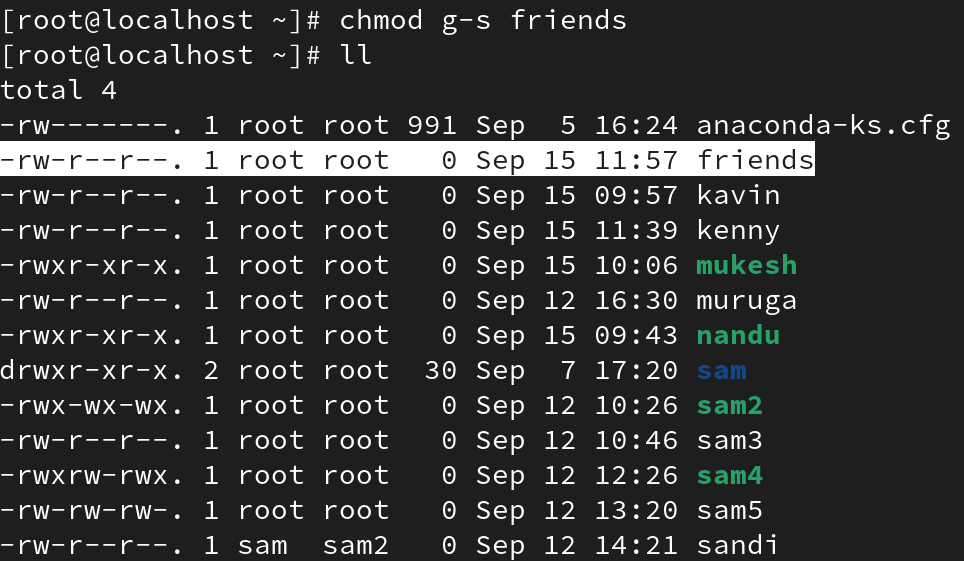 [root@localhost ~]# chmod g-s friends
[root@localhost ~]# ll
total 4
-rw-------. 1 root root 991 Sep  5 16:24 anaconda-ks.cfg
-rw-r--r--. 1 root root   0 Sep 15 11:57 friends
-rw-r--r--. 1 root root   0 Sep 15 09:57 kavin
-rw-r--r--. 1 root root   0 Sep 15 11:39 kenny
-rwxr-xr-x. 1 root root   0 Sep 15 10:06 mukesh
-rw-r--r--. 1 root root   0 Sep 12 16:30 muruga
-rwxr-xr-x. 1 root root   0 Sep 15 09:43 nandu
drwxr-xr-x. 2 root root  30 Sep  7 17:20 sam
-rwx-wx-wx. 1 root root   0 Sep 12 10:26 sam2
-rw-r--r--. 1 root root   0 Sep 12 10:46 sam3
-rwxrw-rwx. 1 root root   0 Sep 12 12:26 sam4
-rw-rw-rw-. 1 root root   0 Sep 12 13:20 sam5
-rw-r--r--. 1 sam  sam2   0 Sep 12 14:21 sandi